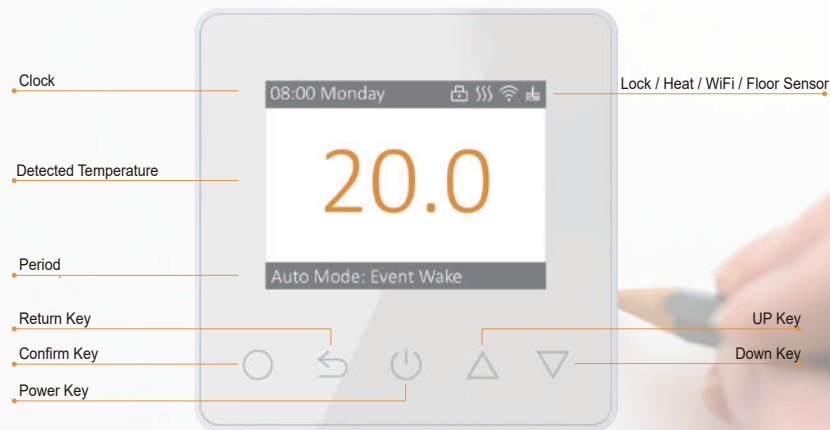 Clock
08:00 Monday
Lock / Heat / WiFi / Floor Sensor
20.0
Detected Temperature
Period
Auto Mode: Event Wake
Return Key
UP Key
Confirm Key
Down Key
Power Key